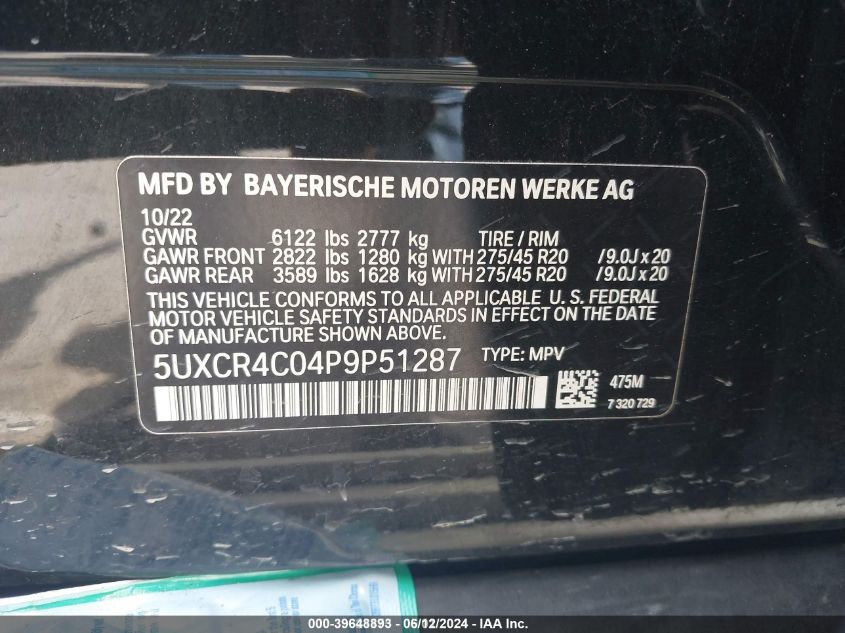 MFD BY BAYERISCHE MOTOREN WERKE AG
10/22
GVWR 6122 lbs 2777 kg TIRE / RIM
GAWR FRONT 2822 lbs 1280 kg WITH 275/45 R20 /9.0J x 20
GAWR REAR 3589 lbs 1628 kg WITH 275/45 R20 /9.0J x 20
THIS VEHICLE CONFORMS TO ALL APPLICABLE U. S. FEDERAL
MOTOR VEHICLE SAFETY STANDARDS IN EFFECT ON THE DATE
OF MANUFACTURE SHOWN ABOVE.
5UXCR4C04P9P51287 TYPE: MPV
475M
7 320 729
000-39648893 - 06/12/2024 - IAA Inc.